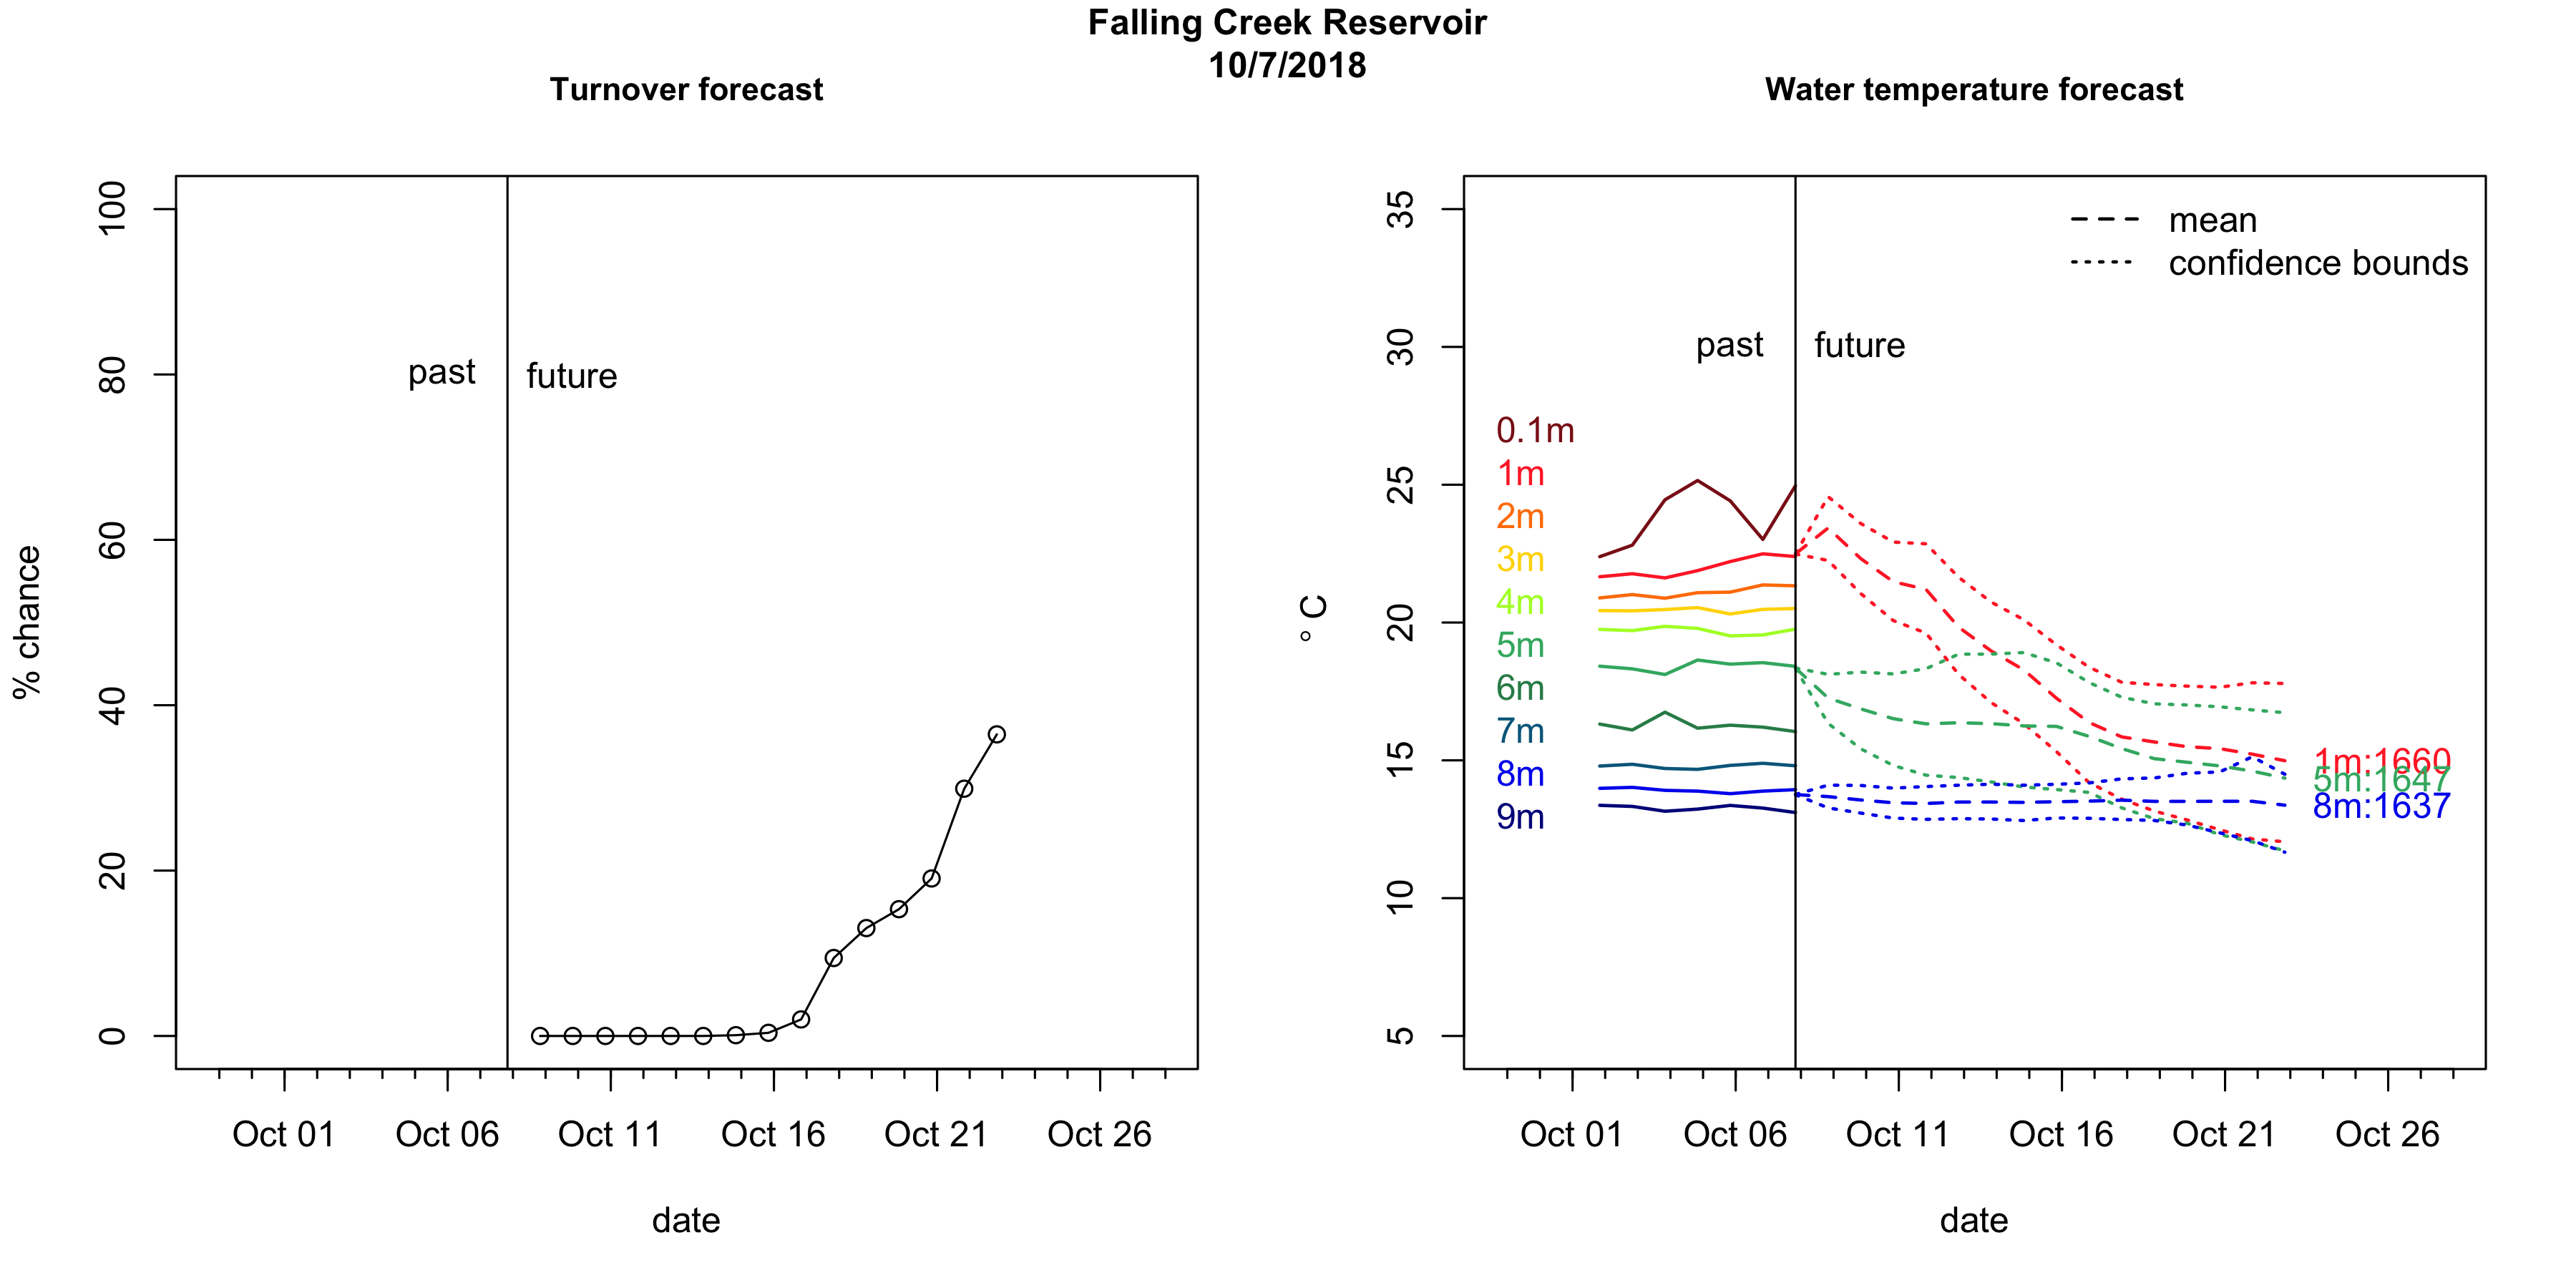 Falling Creek Reservoir
10/7/2018
Turnover forecast
% chance
100
80
60
40
20
0
past
future
Oct 01
Oct 06
Oct 11
Oct 16
Oct 21
Oct 26
date
Water temperature forecast
° C
35
30
25
20
15
10
5
mean
confidence bounds
past
future
0.1m
1m
2m
3m
4m
5m
6m
7m
8m
9m
1m:1660
5m:1647
8m:1637
Oct 01
Oct 06
Oct 11
Oct 16
Oct 21
Oct 26
date